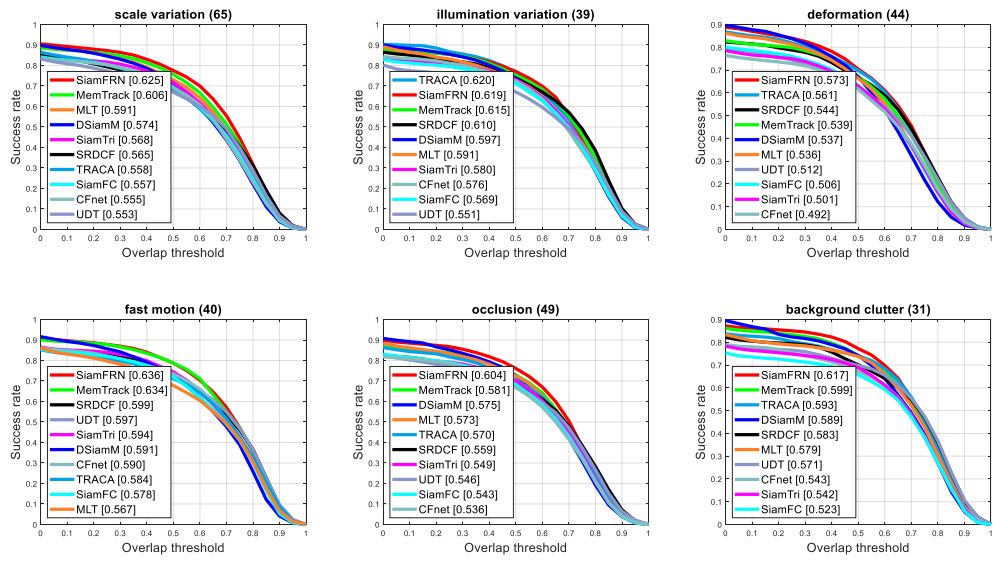 scale variation (65)
Success rate
1
0.9
0.8
0.7
0.6
0.5
0.4
0.3
0.2
0.1
0
SiamFRN [0.625]
MemTrack [0.606]
MLT [0.591]
DSiamM [0.574]
SiamTri [0.568]
SRDCF [0.565]
TRACA [0.558]
SiamFC [0.557]
CFnet [0.555]
UDT [0.553]
0 0.1 0.2 0.3 0.4 0.5 0.6 0.7 0.8 0.9 1
Overlap threshold
illumination variation (39)
Success rate
1
0.9
0.8
0.7
0.6
0.5
0.4
0.3
0.2
0.1
0
TRACA [0.620]
SiamFRN [0.619]
MemTrack [0.615]
SRDCF [0.610]
DSiamM [0.597]
MLT [0.591]
SiamTri [0.580]
CFnet [0.576]
SiamFC [0.569]
UDT [0.551]
0 0.1 0.2 0.3 0.4 0.5 0.6 0.7 0.8 0.9 1
Overlap threshold
deformation (44)
Success rate
0.9
0.8
0.7
0.6
0.5
0.4
0.3
0.2
0.1
0
SiamFRN [0.573]
TRACA [0.561]
SRDCF [0.544]
MemTrack [0.539]
DSiamM [0.537]
MLT [0.536]
UDT [0.512]
SiamFC [0.506]
SiamTri [0.501]
CFnet [0.492]
0 0.1 0.2 0.3 0.4 0.5 0.6 0.7 0.8 0.9 1
Overlap threshold
fast motion (40)
Success rate
1
0.9
0.8
0.7
0.6
0.5
0.4
0.3
0.2
0.1
0
SiamFRN [0.636]
MemTrack [0.634]
SRDCF [0.599]
UDT [0.597]
SiamTri [0.594]
DSiamM [0.591]
CFnet [0.590]
TRACA [0.584]
SiamFC [0.578]
MLT [0.567]
0 0.1 0.2 0.3 0.4 0.5 0.6 0.7 0.8 0.9 1
Overlap threshold
occlusion (49)
Success rate
1
0.9
0.8
0.7
0.6
0.5
0.4
0.3
0.2
0.1
0
SiamFRN [0.604]
MemTrack [0.581]
DSiamM [0.575]
MLT [0.573]
TRACA [0.570]
SRDCF [0.559]
SiamTri [0.549]
UDT [0.546]
SiamFC [0.543]
CFnet [0.536]
0 0.1 0.2 0.3 0.4 0.5 0.6 0.7 0.8 0.9 1
Overlap threshold
background clutter (31)
Success rate
0.9
0.8
0.7
0.6
0.5
0.4
0.3
0.2
0.1
0
SiamFRN [0.617]
MemTrack [0.599]
TRACA [0.593]
DSiamM [0.589]
SRDCF [0.583]
MLT [0.579]
UDT [0.571]
CFnet [0.543]
SiamTri [0.542]
SiamFC [0.523]
0 0.1 0.2 0.3 0.4 0.5 0.6 0.7 0.8 0.9 1
Overlap threshold